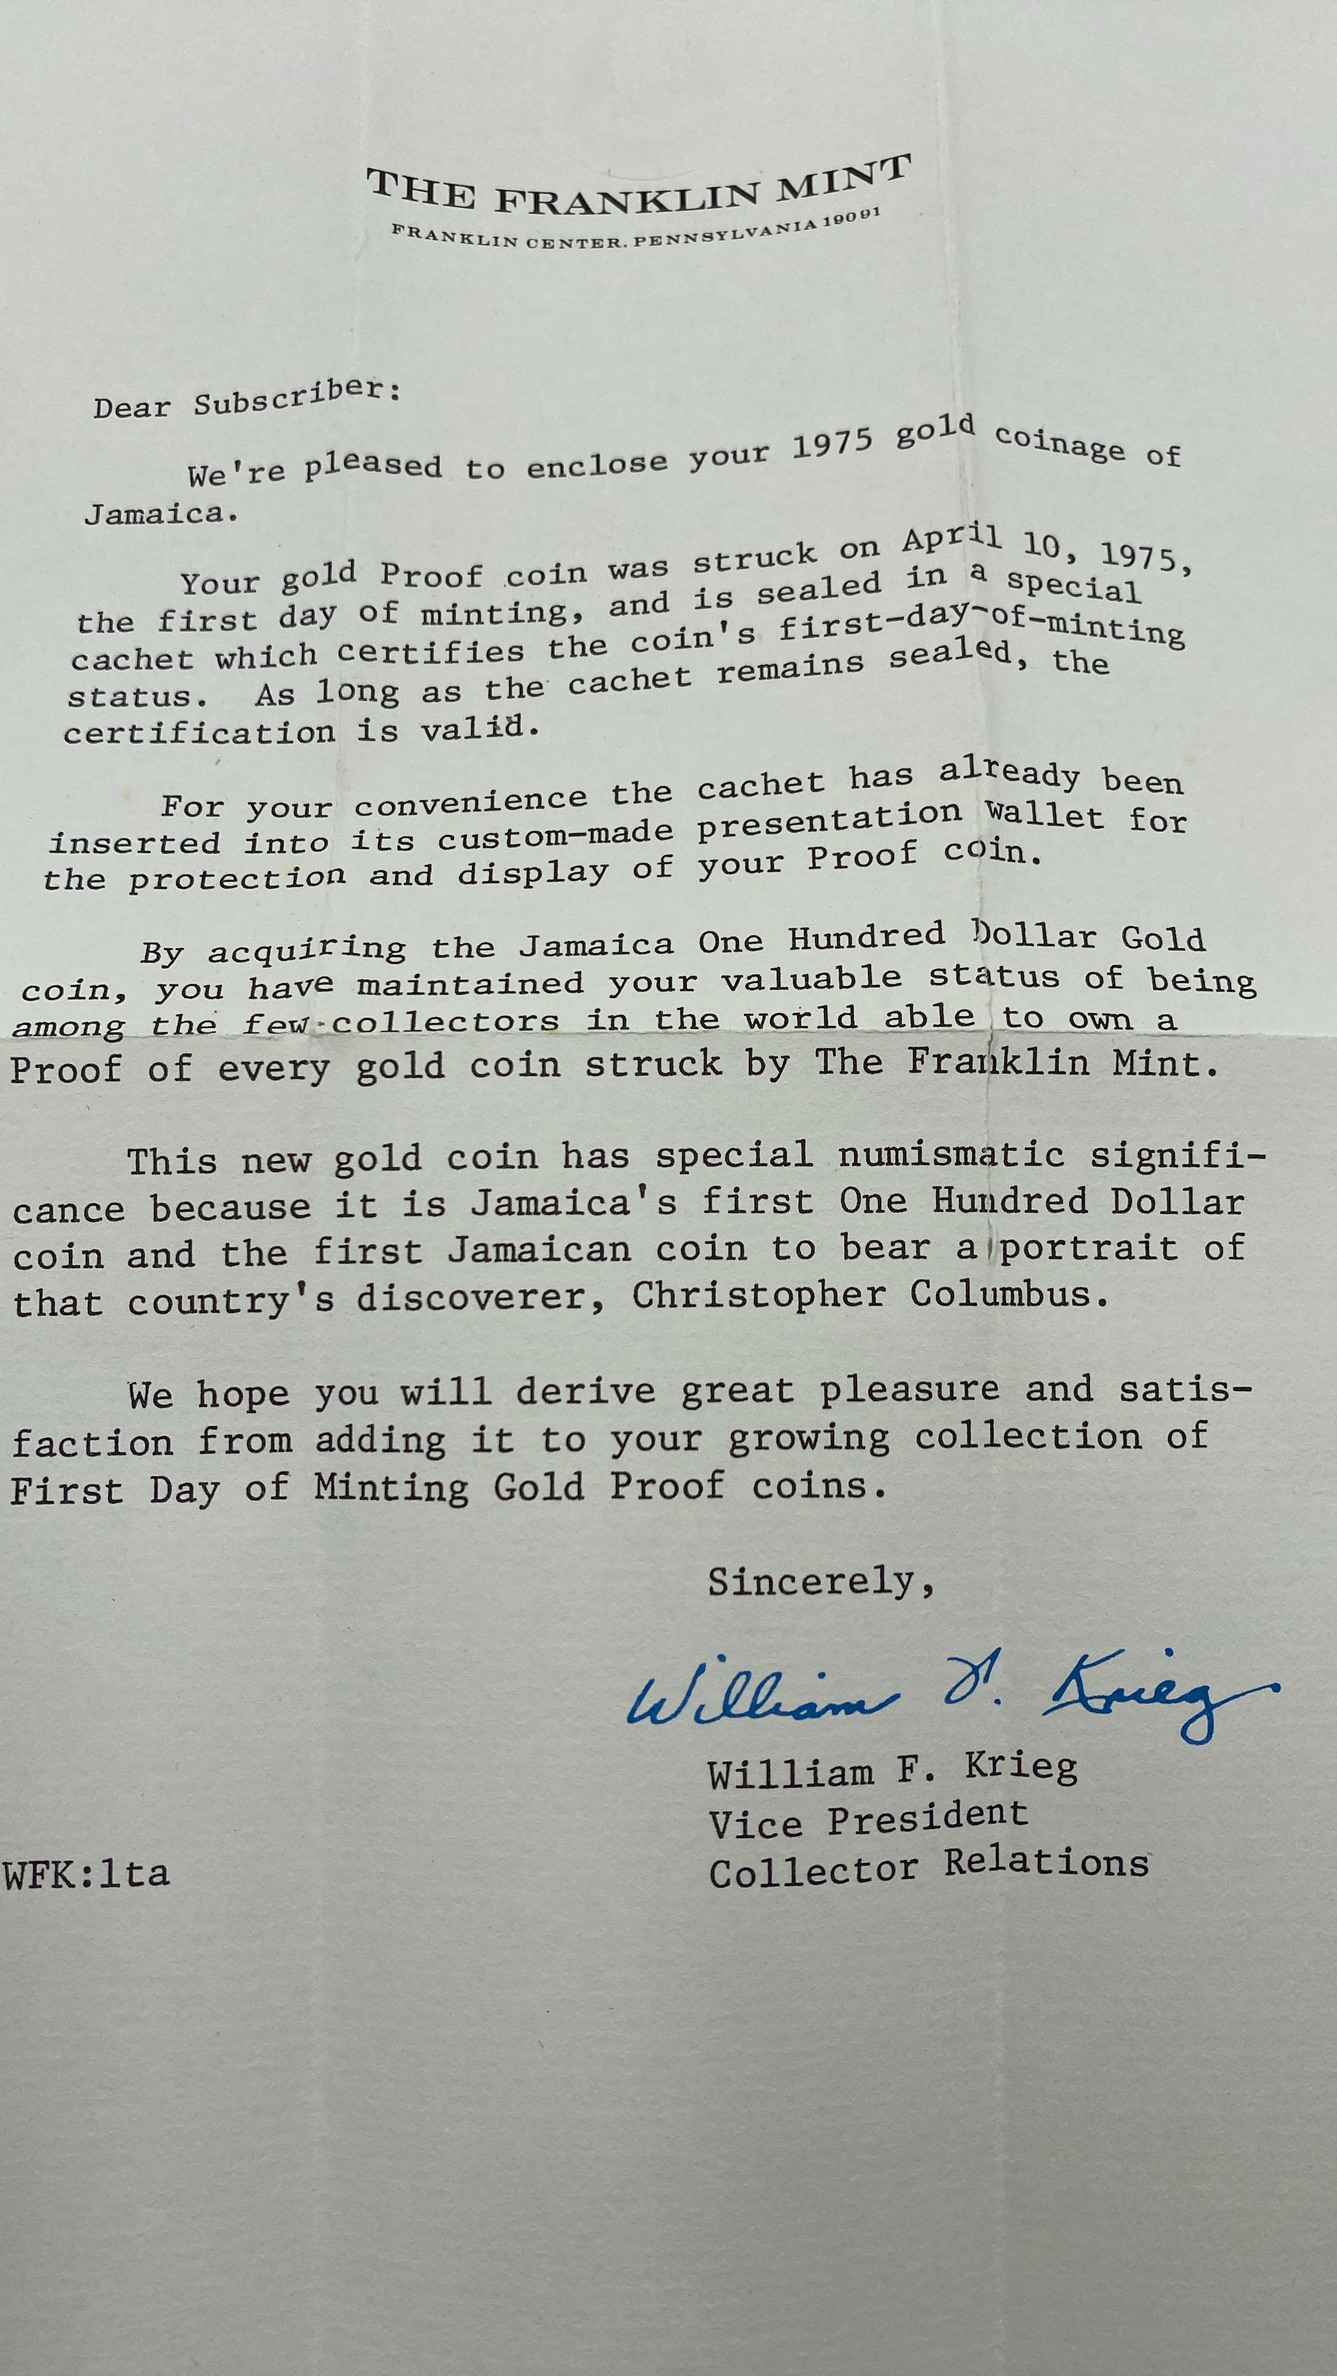 THE FRANKLIN MINT
FRANKLIN CENTER, PENNSYLVANIA 19091
Dear Subscriber:
We're pleased to enclose your 1975 gold coinage of
Jamaica.
Your gold Proof coin was struck on April 10, 1975,
the first day of minting, and is sealed in a special
cachet which certifies the coin's first-day-of-minting
status. As long as the cachet remains sealed, the
certification is valid.
For your convenience the cachet has already been
inserted into its custom-made presentation wallet for
the protection and display of your Proof coin.
By acquiring the Jamaica One Hundred Dollar Gold
coin, you have maintained your valuable status of being
among the few collectors in the world able to own a
Proof of every gold coin struck by The Franklin Mint.
This new gold coin has special numismatic signifi-
cance because it is Jamaica's first One Hundred Dollar
coin and the first Jamaican coin to bear a portrait of
that country's discoverer, Christopher Columbus.
We hope you will derive great pleasure and satis-
faction from adding it to your growing collection of
First Day of Minting Gold Proof coins.
Sincerely,
William F. Krieg
William F. Krieg
Vice President
Collector Relations
WFK:lta